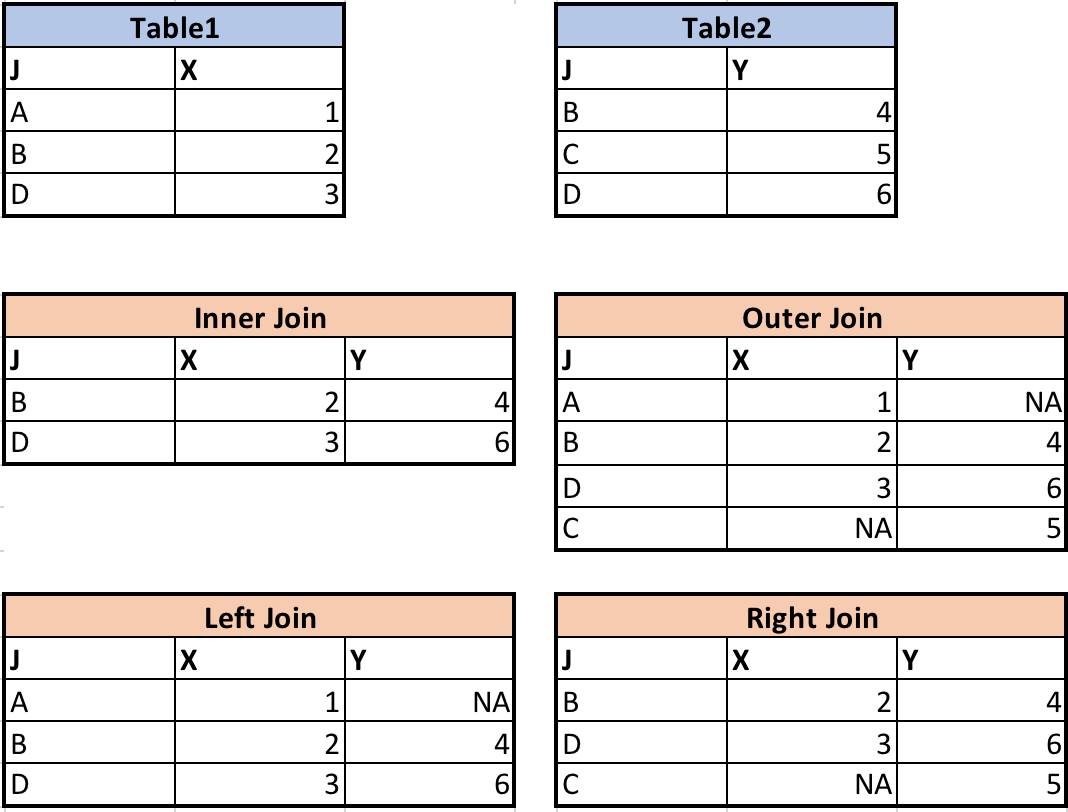 Table1
J X
A 1
B 2
D 3
Table2
J Y
B 4
C 5
D 6
Inner Join
J X Y
B 2 4
D 3 6
Outer Join
J X Y
A 1 NA
B 2 4
D 3 6
C NA 5
Left Join
J X Y
A 1 NA
B 2 4
D 3 6
Right Join
J X Y
B 2 4
D 3 6
C NA 5